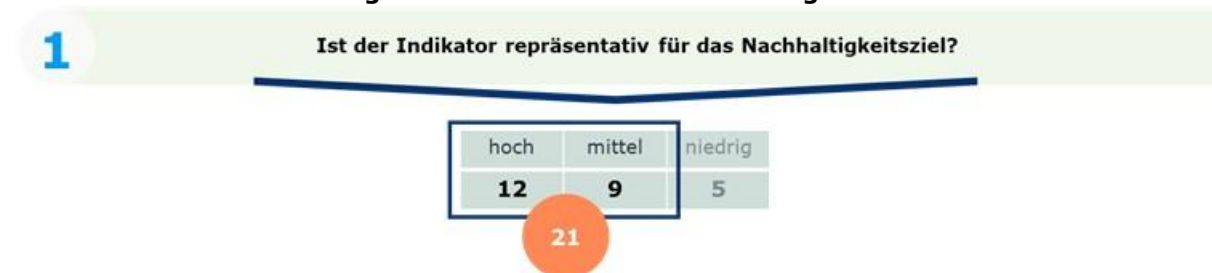 1
Ist der Indikator repräsentativ für das Nachhaltigkeitsziel?
hoch mittel niedrig
12 9 5
21